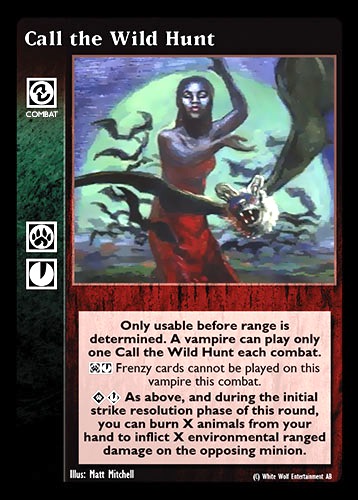 Call the Wild Hunt
COMBAT
Only usable before range is
determined. A vampire can play only
one Call the Wild Hunt each combat.
Frenzy cards cannot be played on this
vampire this combat.
As above, and during the initial
strike resolution phase of this round,
you can burn X animals from your
hand to inflict X environmental ranged
damage on the opposing minion.
Illus: Matt Mitchell
(C) White Wolf Entertainment AB